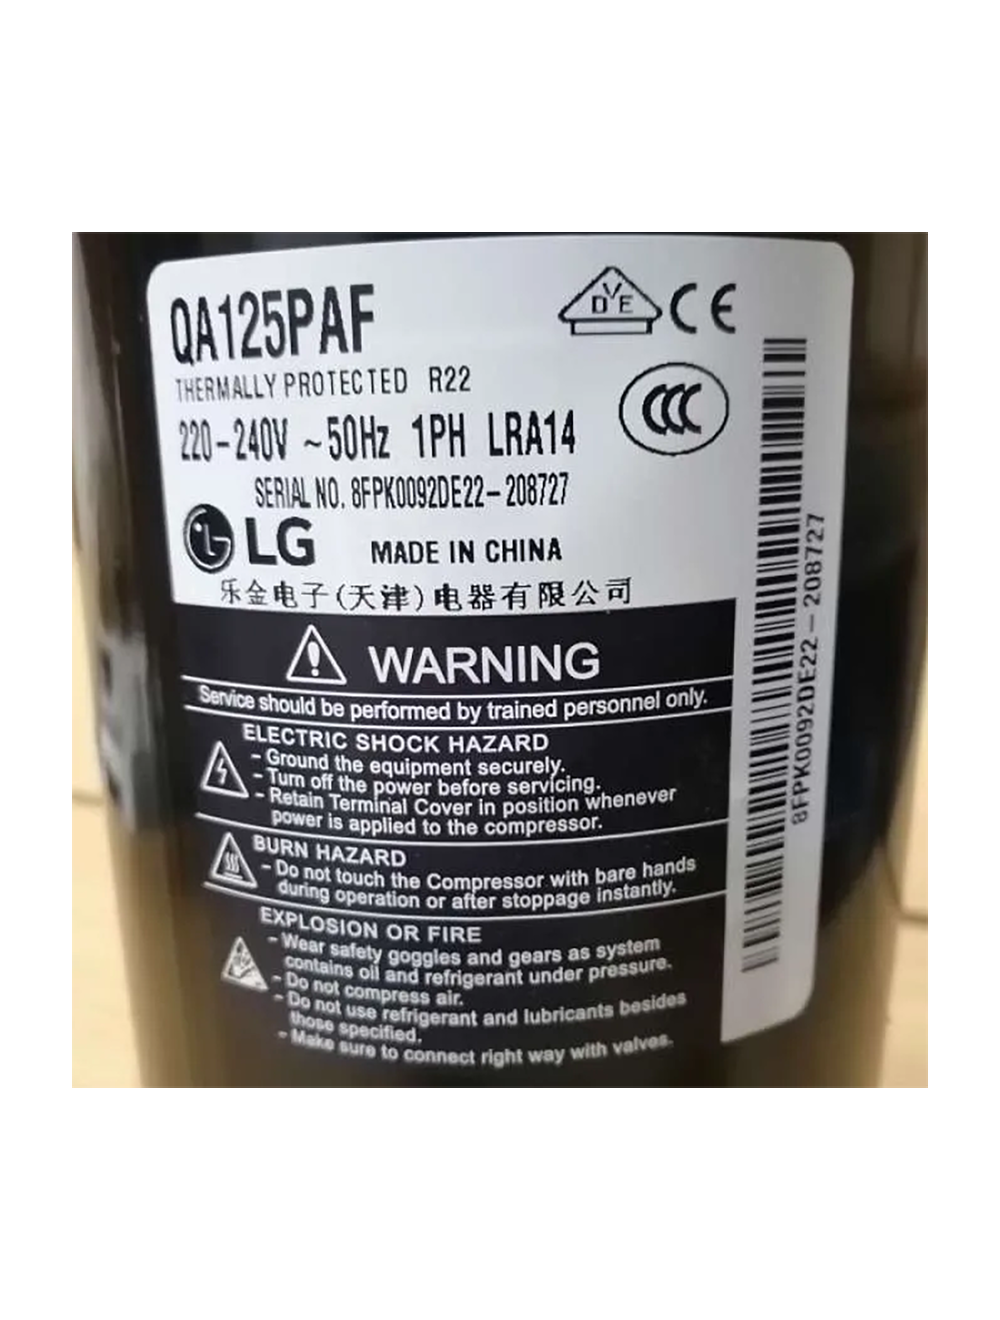 QA125PAF
THERMALLY PROTECTED R22
220-240V ~50Hz 1PH LRA14
SERIAL NO. 8FPK0092DE22-208727
LG MADE IN CHINA
乐金电子(天津)电器有限公司
DVE
CE
CCC
WARNING
Service should be performed by trained personnel only.
ELECTRIC SHOCK HAZARD
- Ground the equipment securely.
- Turn off the power before servicing.
- Retain Terminal Cover in position whenever
power is applied to the compressor.
BURN HAZARD
- Do not touch the Compressor with bare hands
during operation or after stoppage instantly.
EXPLOSION OR FIRE
- Wear safety goggles and gears as system
contains oil and refrigerant under pressure.
- Do not compress air.
- Do not use refrigerant and lubricants besides
those specified.
- Make sure to connect right way with valves.
8FPK0092DE22-208727